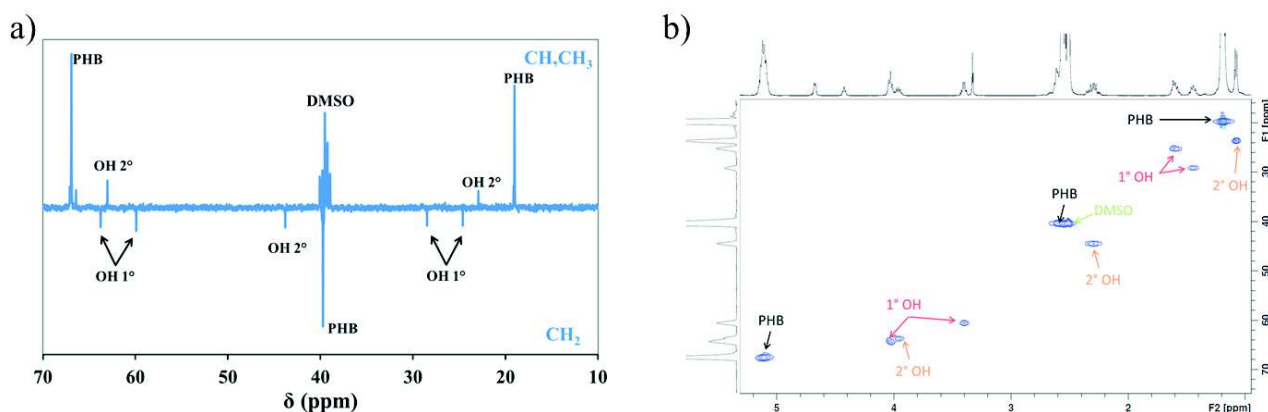 a)
PHB
CH,CH3
PHB
DMSO
OH 2°
OH 2°
OH 2°
OH 1°
OH 1°
PHB
CH2
70 60 50 40 30 20 10
δ (ppm)
b)
F1 [ppm]
PHB
1° OH
2° OH
30
PHB
DMSO
40
2° OH
50
1° OH
60
PHB
2° OH
70
5 4 3 2 F2 [ppm]